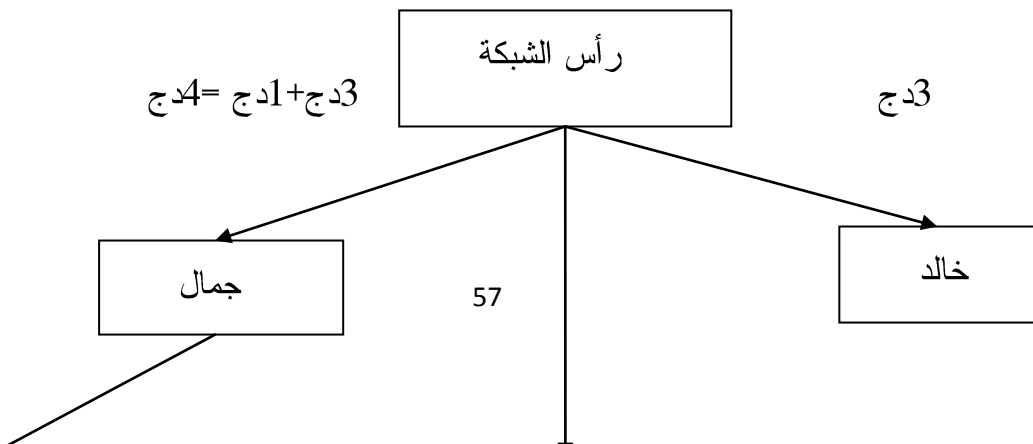 رأس الشبكة
3دج
3دج+1دج =4دج
خالد
جمال
57